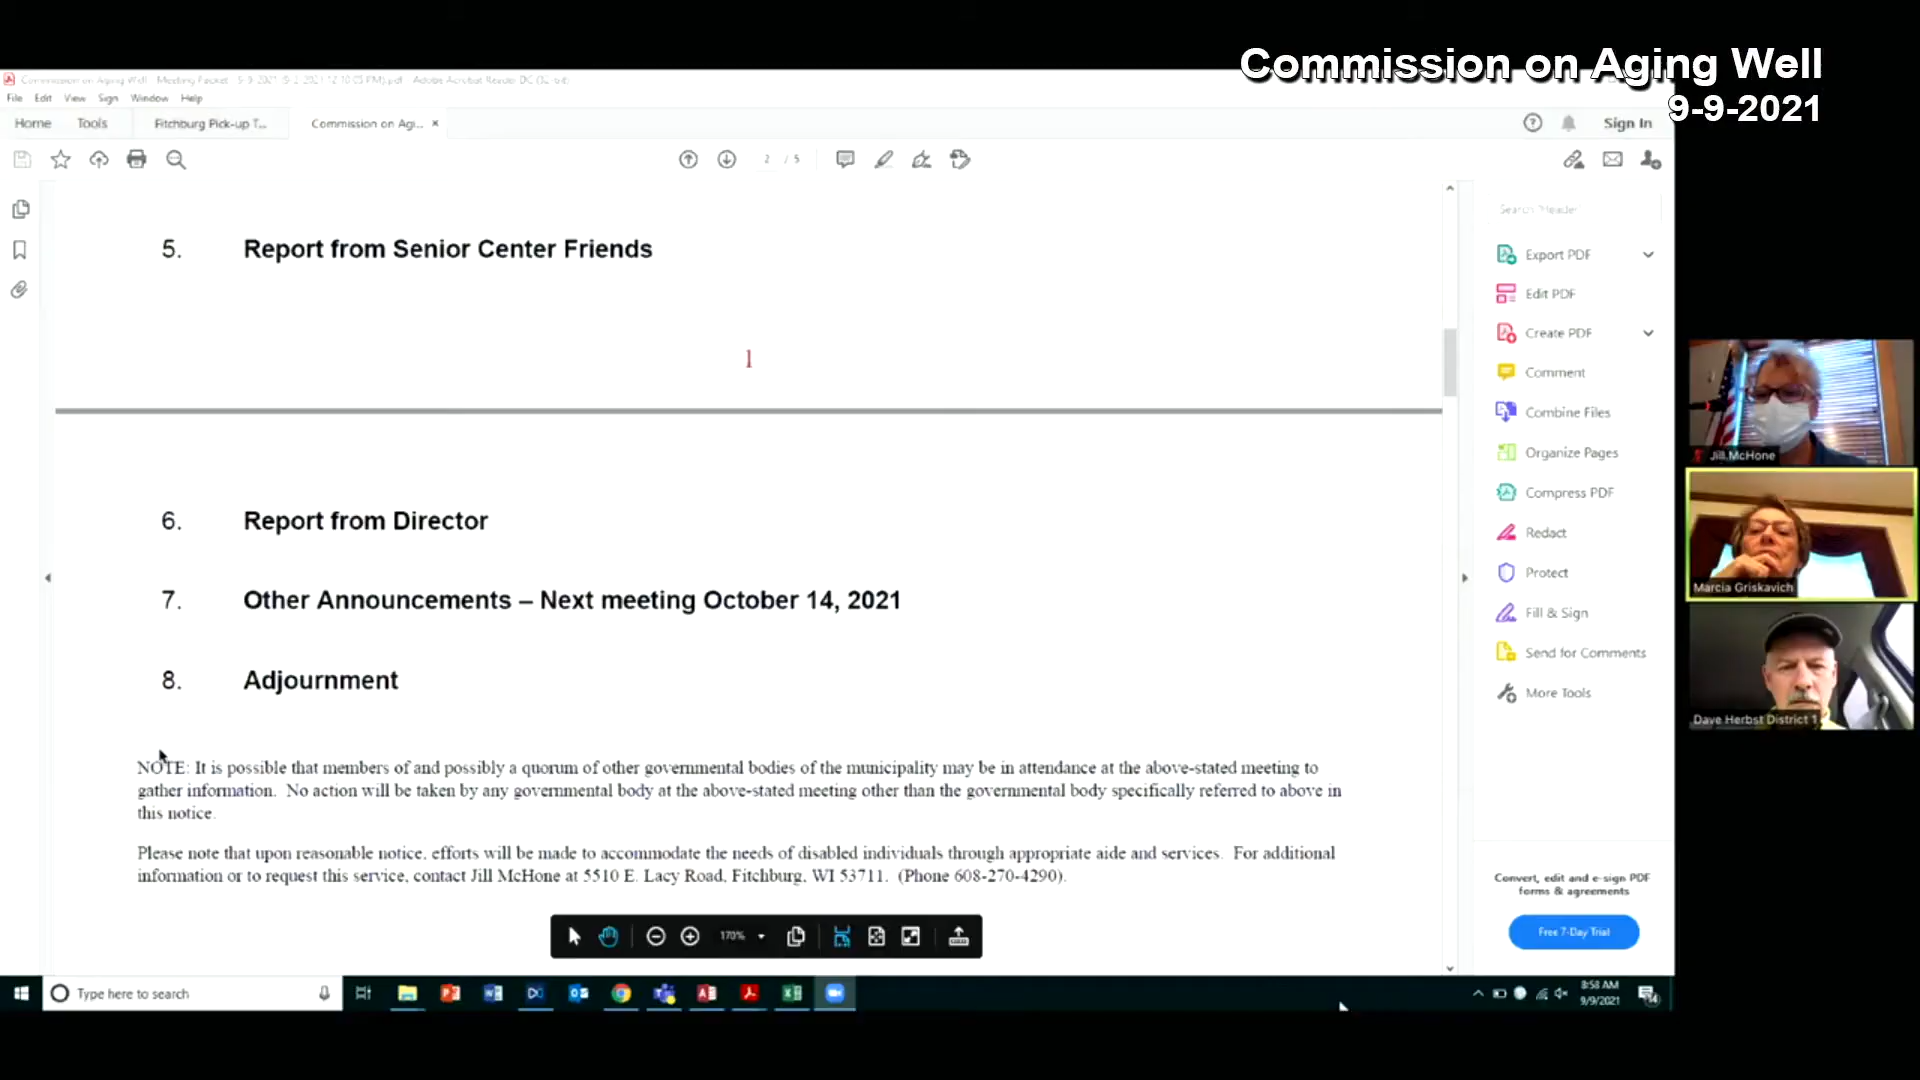 Commission on Aging Well
9-9-2021
File Edit View Sign Window Help
Home Tools Fitchburg Pick-up T... Commission on Agi... × Sign In
2 / 5
5. Report from Senior Center Friends
1
6. Report from Director
7. Other Announcements – Next meeting October 14, 2021
8. Adjournment
NOTE: It is possible that members of and possibly a quorum of other governmental bodies of the municipality may be in attendance at the above-stated meeting to
gather information. No action will be taken by any governmental body at the above-stated meeting other than the governmental body specifically referred to above in
this notice.
Please note that upon reasonable notice, efforts will be made to accommodate the needs of disabled individuals through appropriate aide and services. For additional
information or to request this service, contact Jill McHone at 5510 E. Lacy Road, Fitchburg, WI 53711. (Phone 608-270-4290).
170%
Export PDF
Edit PDF
Create PDF
Comment
Combine Files
Organize Pages
Compress PDF
Redact
Protect
Fill & Sign
Send for Comments
More Tools
Convert, edit and e-sign PDF
forms & agreements
Free 7-Day Trial
Jill McHone
Marcia Griskavich
Dave Herbst District 1
Type here to search
8:58 AM
9/9/2021